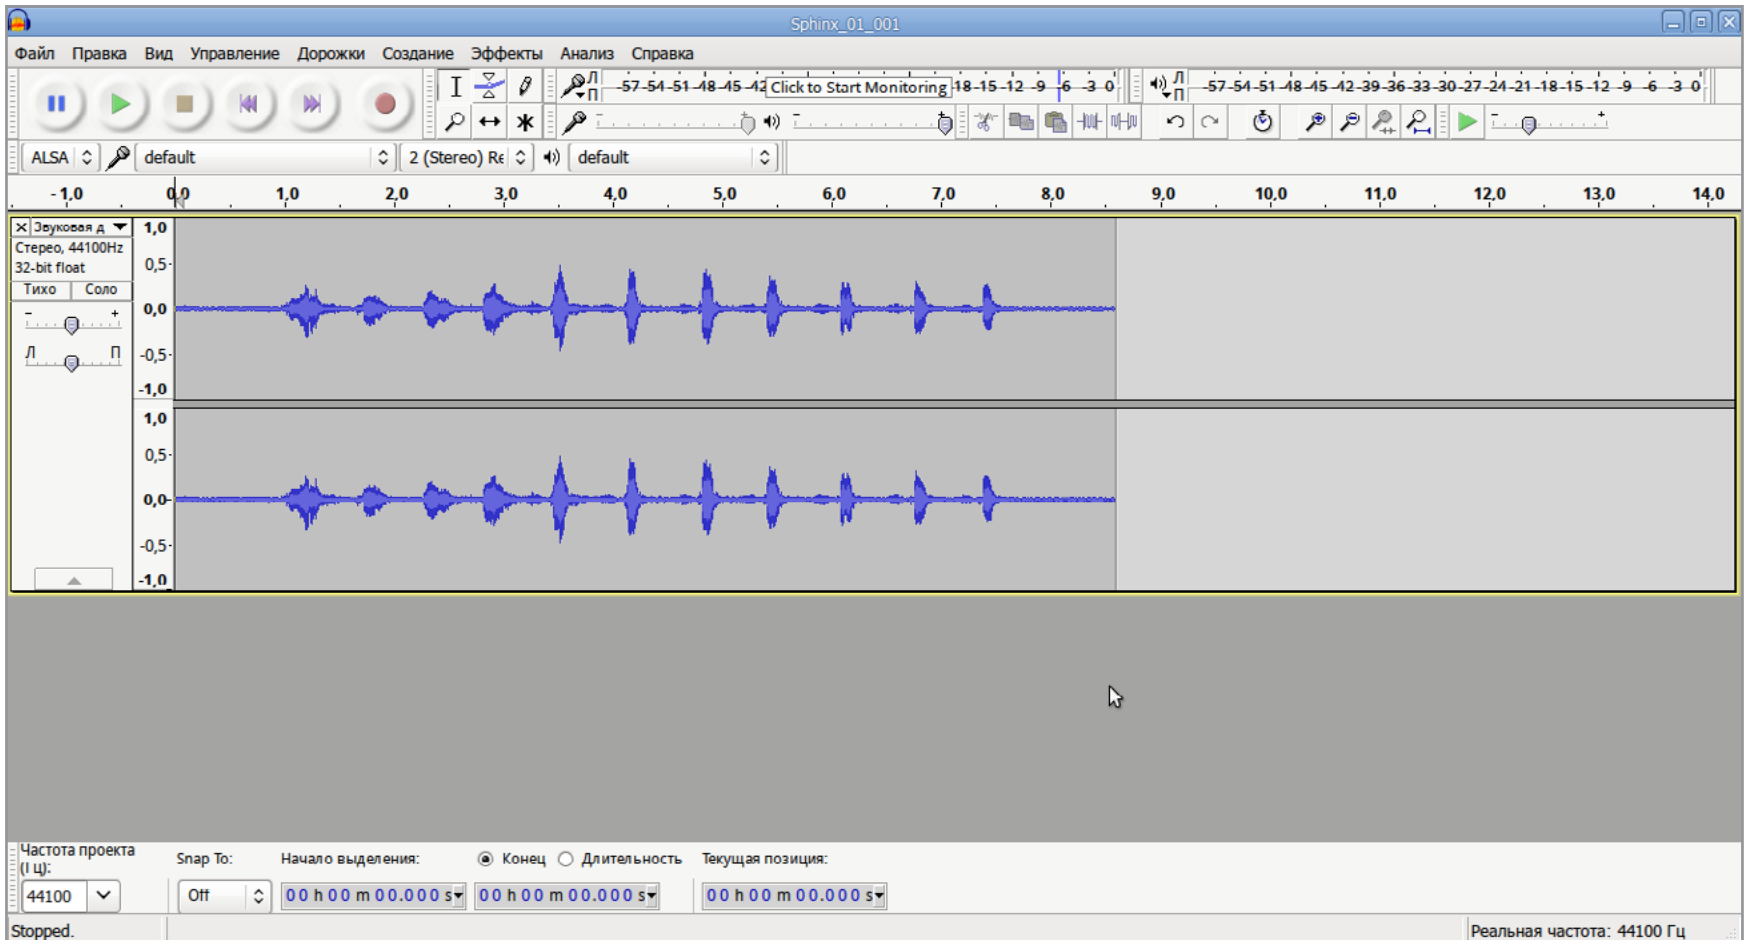 Sphinx_01_001
Файл Правка Вид Управление Дорожки Создание Эффекты Анализ Справка
Л П -57 -54 -51 -48 -45 -42 Click to Start Monitoring 18 -15 -12 -9 -6 -3 0 Л П -57 -54 -51 -48 -45 -42 -39 -36 -33 -30 -27 -24 -21 -18 -15 -12 -9 -6 -3 0
- + - + - +
ALSA default 2 (Stereo) Re default
-1,0 0,0 1,0 2,0 3,0 4,0 5,0 6,0 7,0 8,0 9,0 10,0 11,0 12,0 13,0 14,0
Звуковая д 1,0
Стерео, 44100Hz
32-bit float 0,5
Тихо Соло
- + 0,0
Л П -0,5
-1,0
1,0
0,5
0,0
-0,5
-1,0
Частота проекта
(Гц): Snap To: Начало выделения: Конец Длительность Текущая позиция:
44100 Off 00 h 00 m 00.000 s 00 h 00 m 00.000 s 00 h 00 m 00.000 s
Stopped. Реальная частота: 44100 Гц